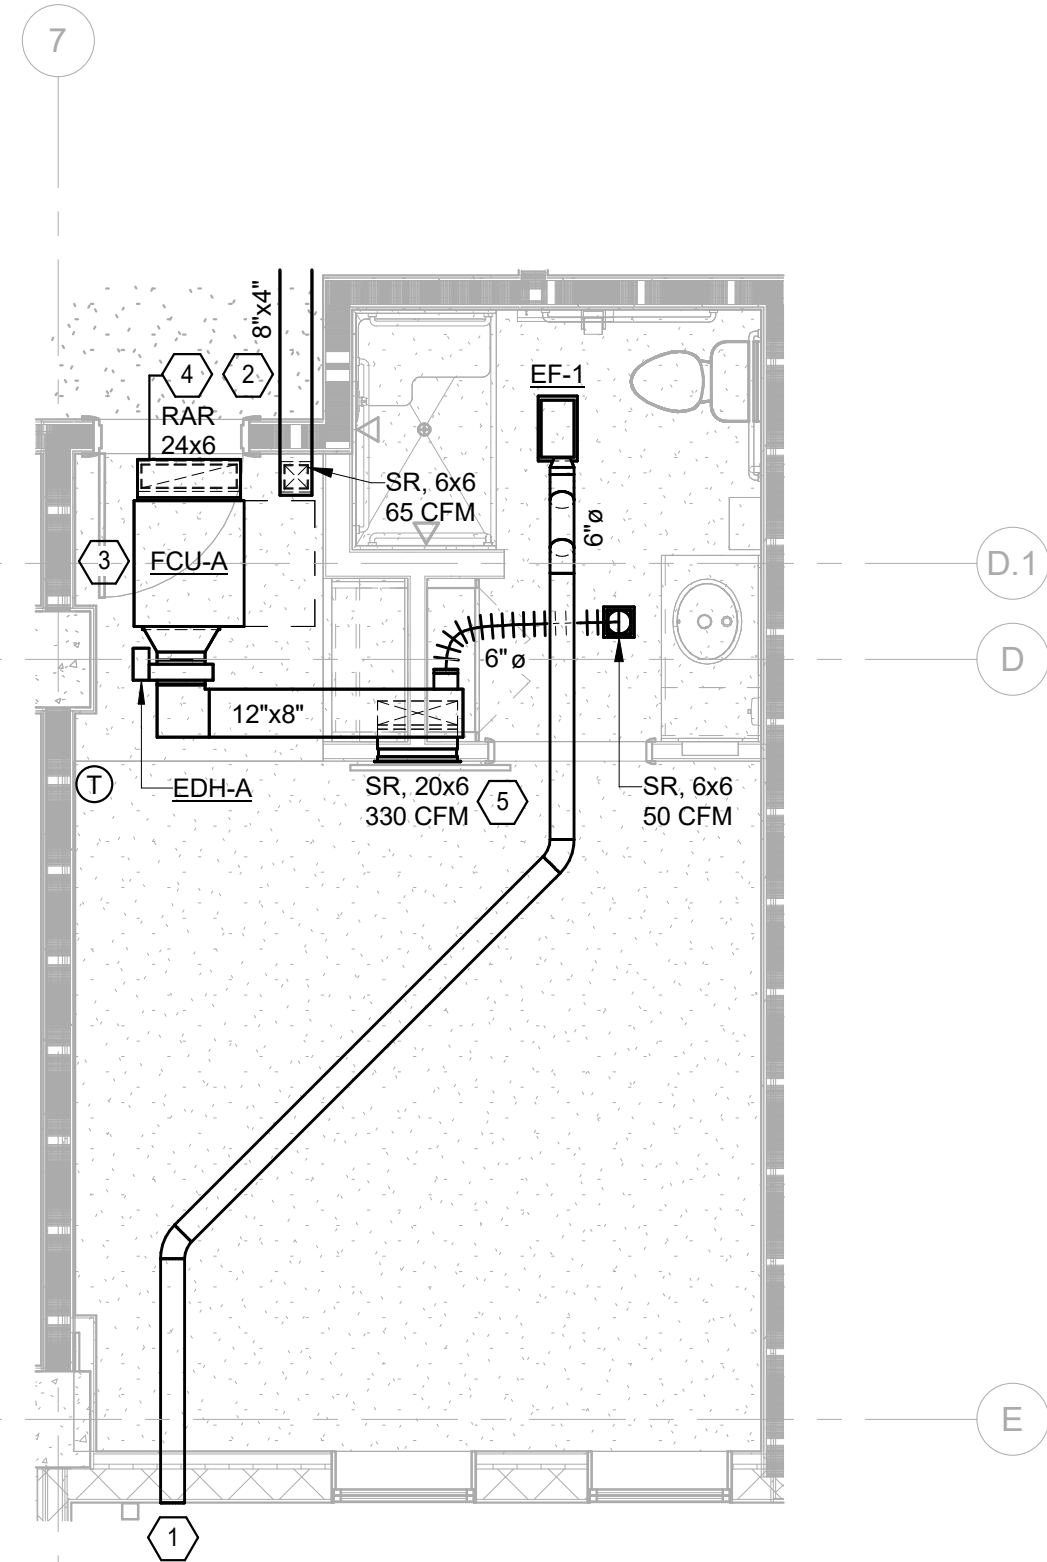 7
8"x4"
4
2
RAR
24x6
EF-1
SR, 6x6
65 CFM
6"ø
3
FCU-A
D.1
6"ø
D
12"x8"
T
EDH-A
SR, 20x6
330 CFM
5
SR, 6x6
50 CFM
E
1